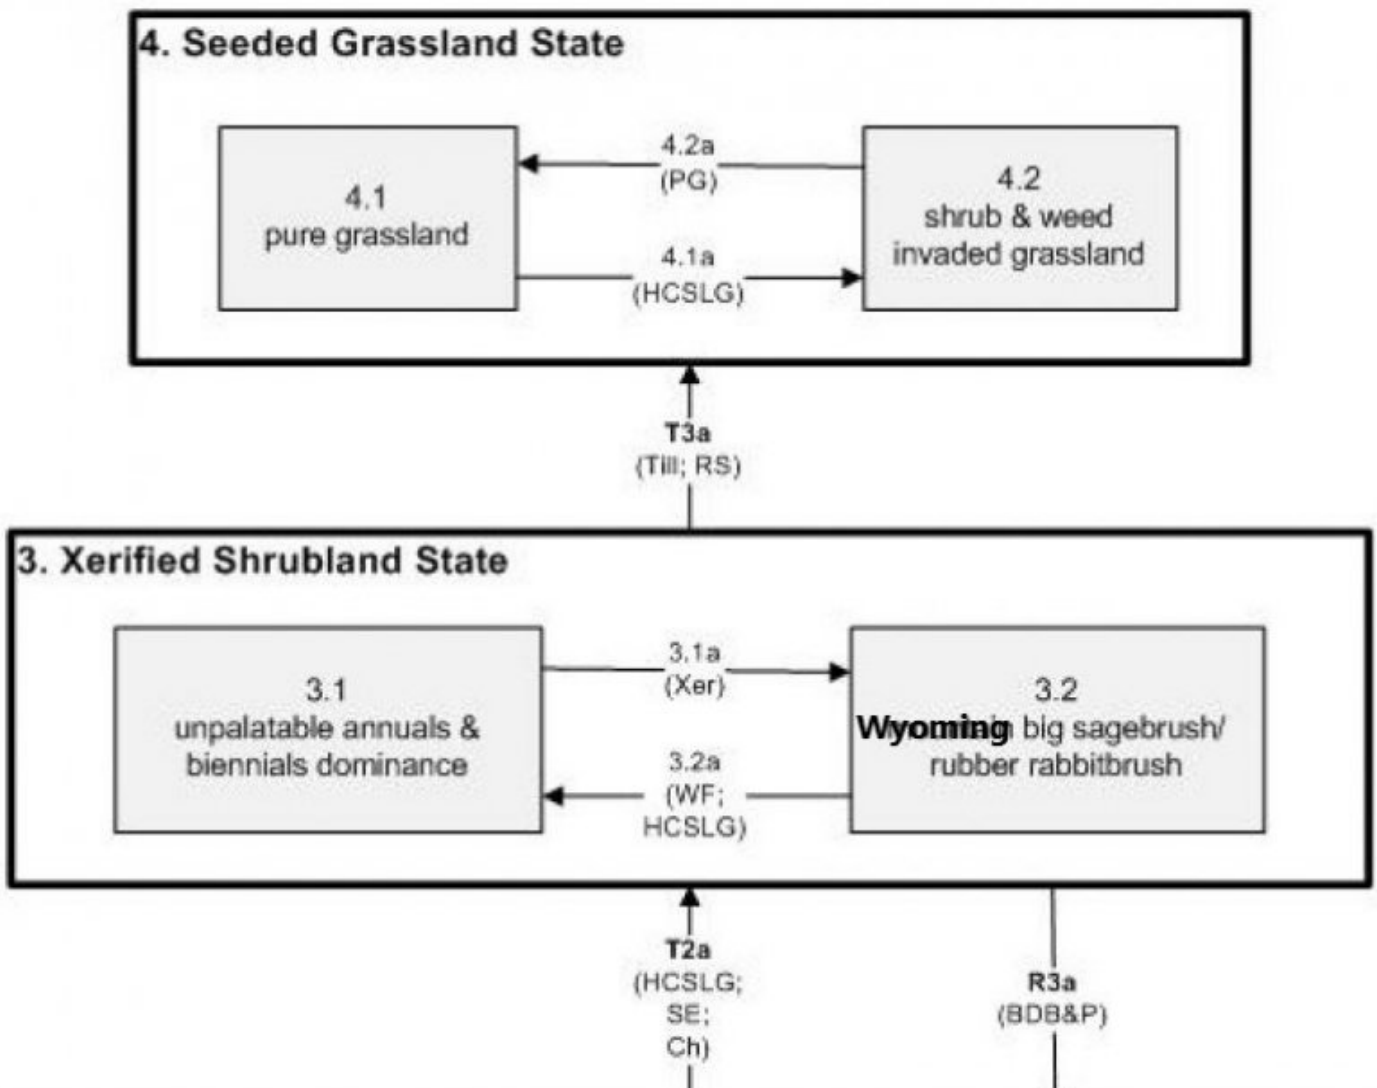 4. Seeded Grassland State
4.2a
(PG)
4.1
pure grassland
4.2
shrub & weed
invaded grassland
4.1a
(HCSLG)
T3a
(Till; RS)
3. Xerified Shrubland State
3.1a
(Xer)
3.1
unpalatable annuals &
biennials dominance
3.2
Wyoming big sagebrush/
rubber rabbitbrush
3.2a
(WF;
HCSLG)
T2a
(HCSLG;
SE;
Ch)
R3a
(BDB&P)